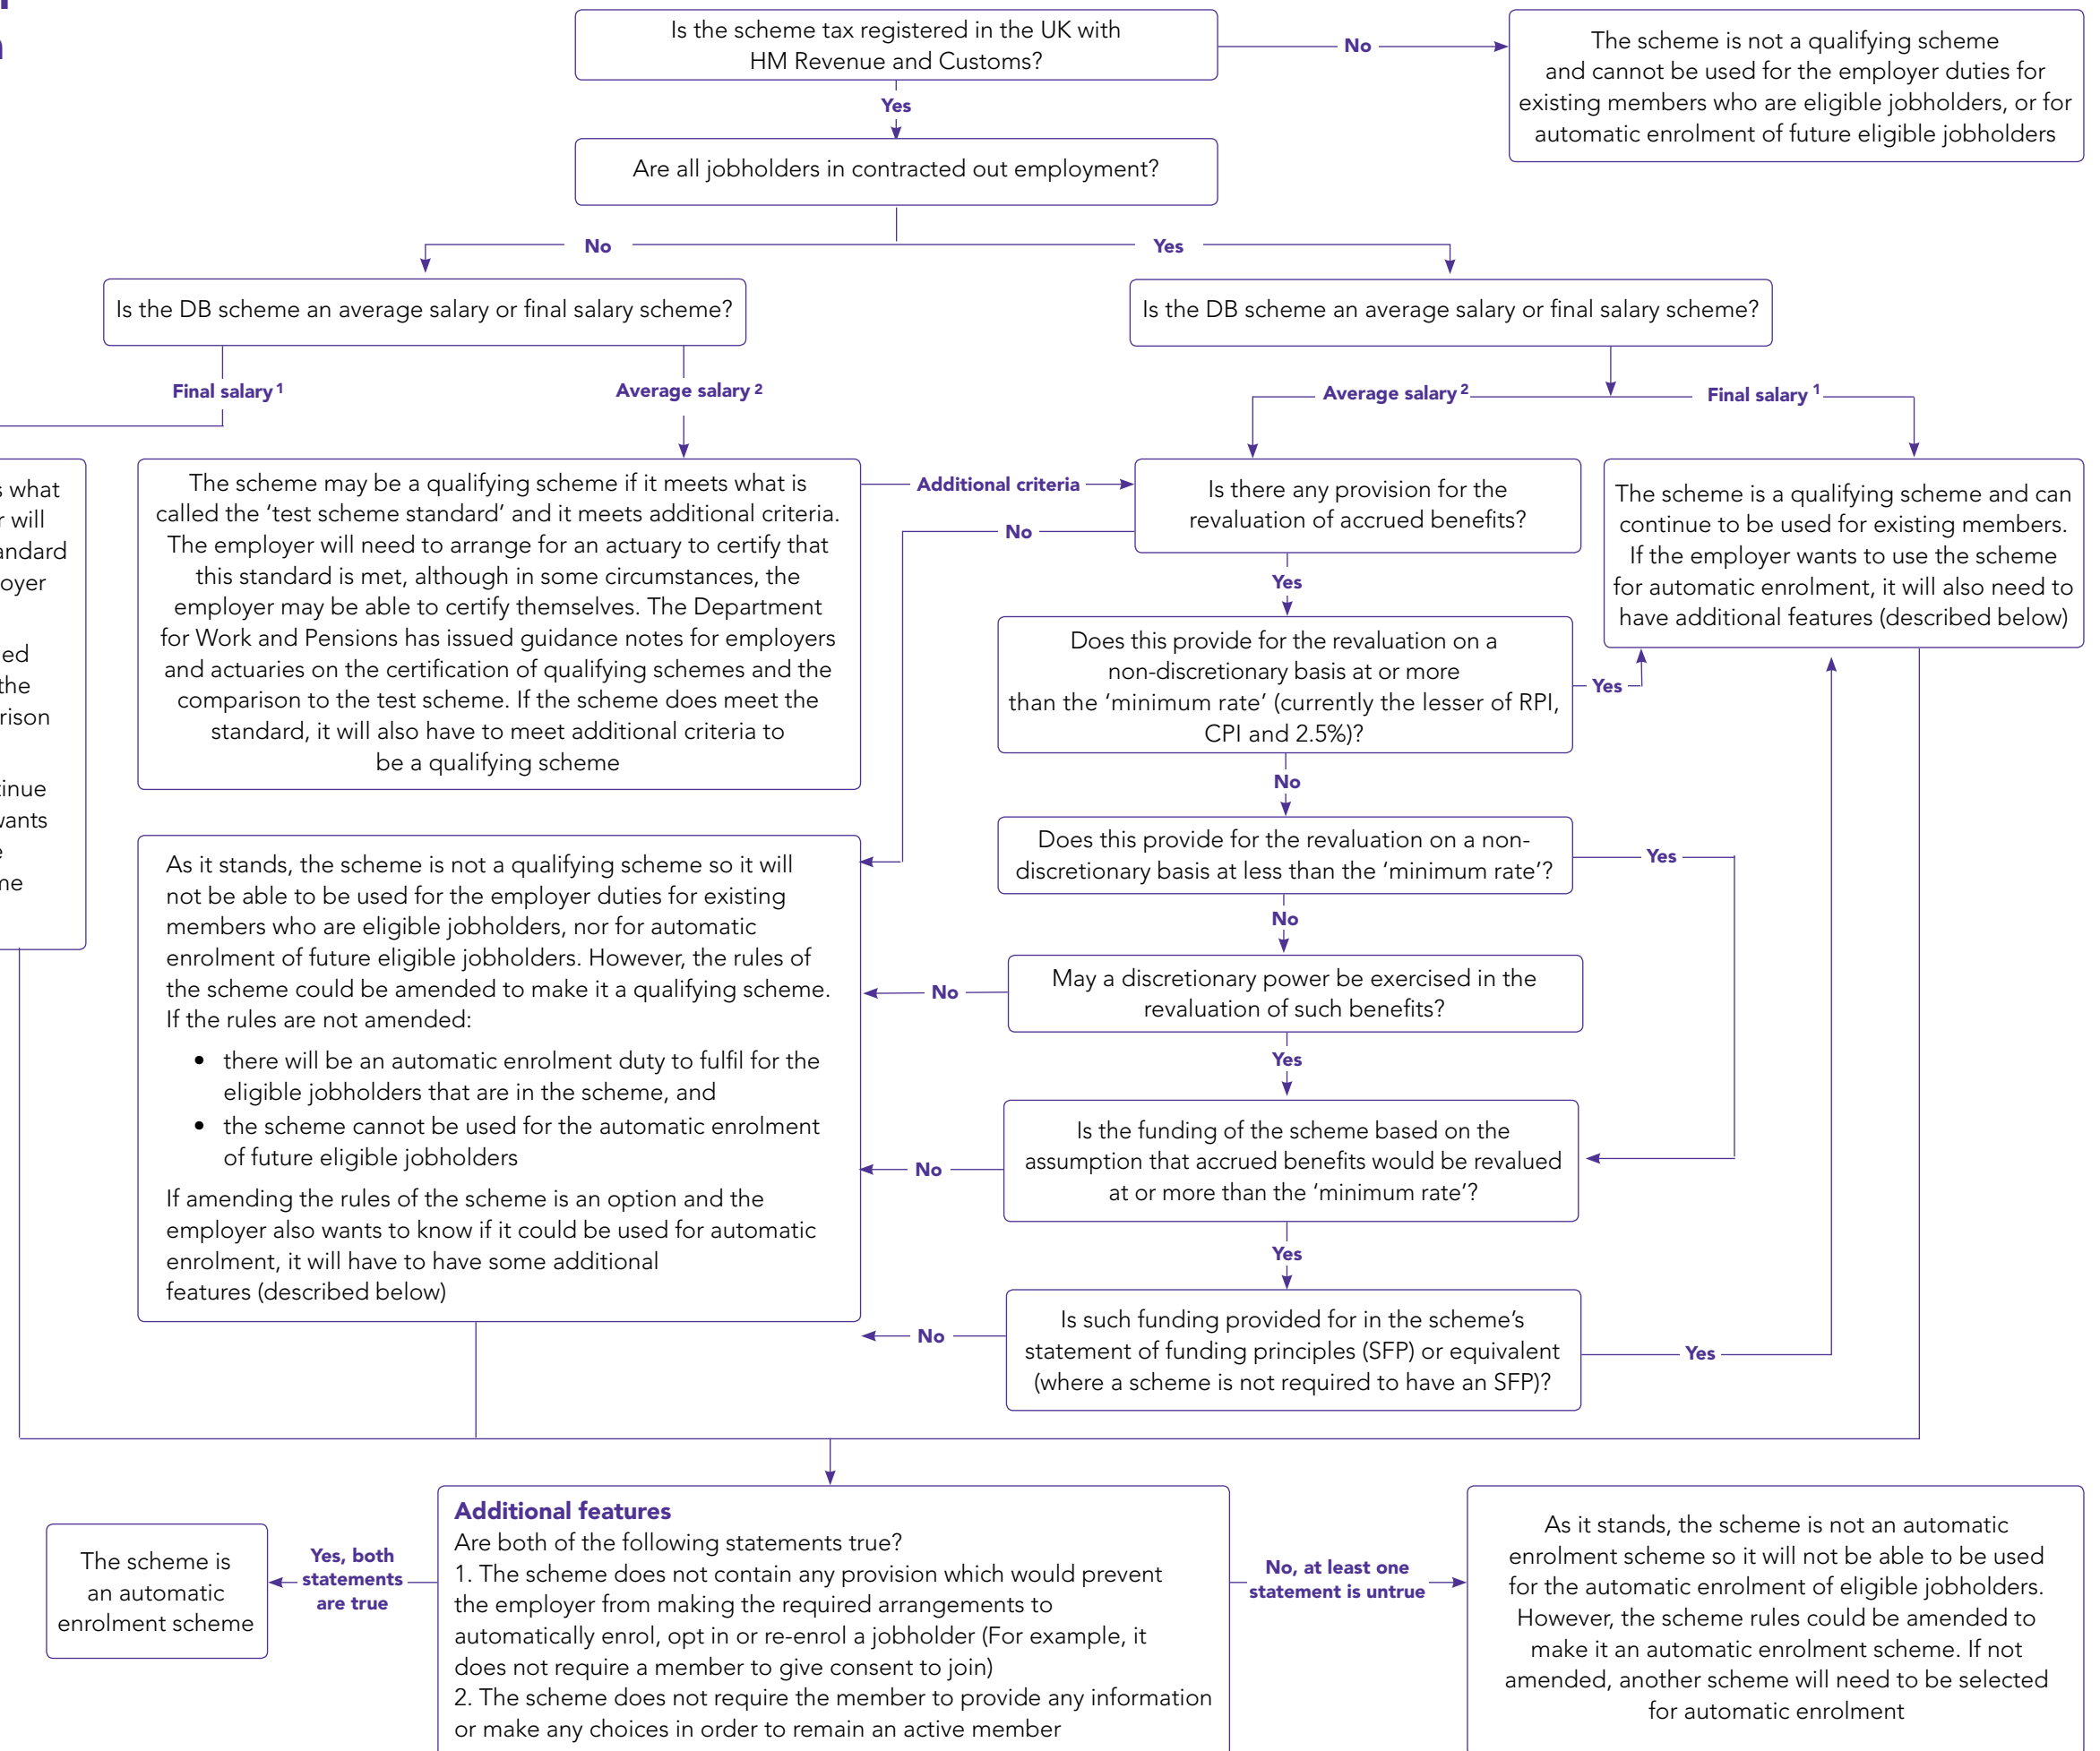 Is the scheme tax registered in the UK with
HM Revenue and Customs?
No
The scheme is not a qualifying scheme
and cannot be used for the employer duties for
existing members who are eligible jobholders, or for
automatic enrolment of future eligible jobholders
Yes
Are all jobholders in contracted out employment?
No
Yes
Is the DB scheme an average salary or final salary scheme?
Is the DB scheme an average salary or final salary scheme?
Final salary 1
Average salary 2
Average salary 2
Final salary 1
what
will
the
The scheme may be a qualifying scheme if it meets what is
called the ‘test scheme standard’ and it meets additional criteria.
The employer will need to arrange for an actuary to certify that
this standard is met, although in some circumstances, the
employer may be able to certify themselves. The Department
for Work and Pensions has issued guidance notes for employers
and actuaries on the certification of qualifying schemes and the
comparison to the test scheme. If the scheme does meet the
standard, it will also have to meet additional criteria to
be a qualifying scheme
Additional criteria
Is there any provision for the
revaluation of accrued benefits?
No
The scheme is a qualifying scheme and can
continue to be used for existing members.
If the employer wants to use the scheme
for automatic enrolment, it will also need to
have additional features (described below)
Yes
Does this provide for the revaluation on a
non-discretionary basis at or more
than the ‘minimum rate’ (currently the lesser of RPI,
CPI and 2.5%)?
Yes
No
Does this provide for the revaluation on a non-
discretionary basis at less than the ‘minimum rate’?
Yes
No
May a discretionary power be exercised in the
revaluation of such benefits?
No
Yes
Is the funding of the scheme based on the
assumption that accrued benefits would be revalued
at or more than the ‘minimum rate’?
No
Yes
Is such funding provided for in the scheme’s
statement of funding principles (SFP) or equivalent
(where a scheme is not required to have an SFP)?
No
Yes
As it stands, the scheme is not a qualifying scheme so it will
not be able to be used for the employer duties for existing
members who are eligible jobholders, nor for automatic
enrolment of future eligible jobholders. However, the rules of
the scheme could be amended to make it a qualifying scheme.
If the rules are not amended:
• there will be an automatic enrolment duty to fulfil for the
eligible jobholders that are in the scheme, and
• the scheme cannot be used for the automatic enrolment
of future eligible jobholders
If amending the rules of the scheme is an option and the
employer also wants to know if it could be used for automatic
enrolment, it will have to have some additional
features (described below)
The scheme is
an automatic
enrolment scheme
Yes, both
statements
are true
Additional features
Are both of the following statements true?
1. The scheme does not contain any provision which would prevent
the employer from making the required arrangements to
automatically enrol, opt in or re-enrol a jobholder (For example, it
does not require a member to give consent to join)
2. The scheme does not require the member to provide any information
or make any choices in order to remain an active member
No, at least one
statement is untrue
As it stands, the scheme is not an automatic
enrolment scheme so it will not be able to be used
for the automatic enrolment of eligible jobholders.
However, the scheme rules could be amended to
make it an automatic enrolment scheme. If not
amended, another scheme will need to be selected
for automatic enrolment